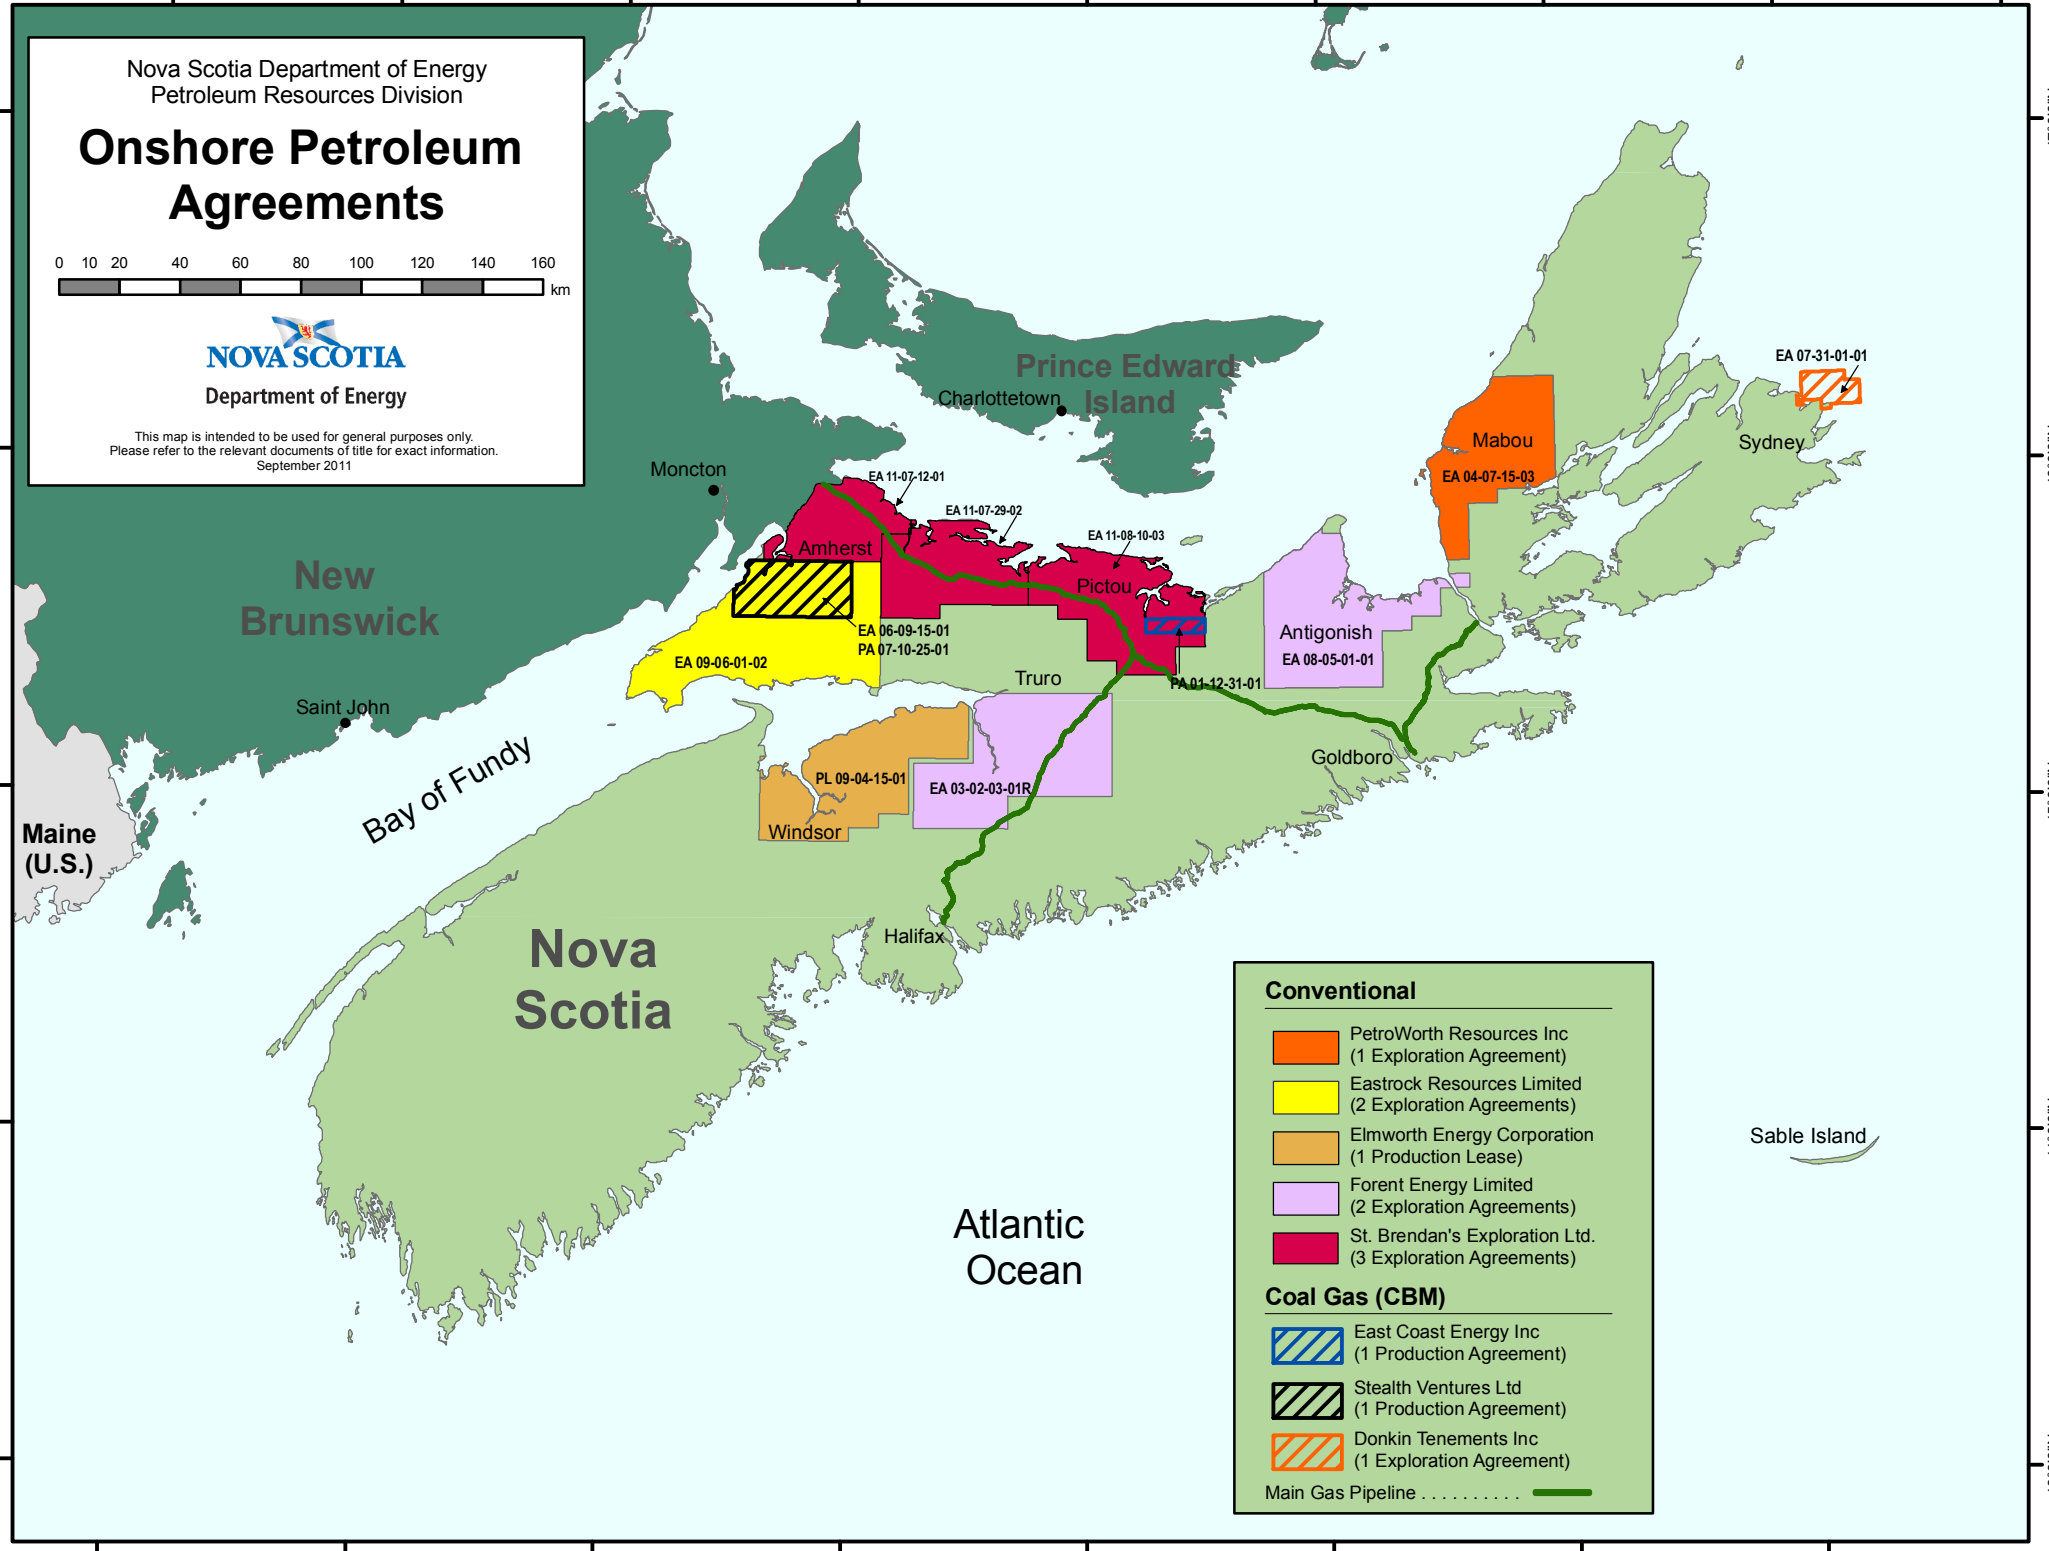 Nova Scotia Department of Energy
Petroleum Resources Division
Onshore Petroleum
Agreements
0 10 20 40 60 80 100 120 140 160
km
NOVA SCOTIA
Department of Energy
This map is intended to be used for general purposes only.
Please refer to the relevant documents of title for exact information.
September 2011
Prince Edward
Island
Charlottetown
EA 07-31-01-01
Sydney
Mabou
EA 04-07-15-03
Moncton
EA 11-07-12-01
EA 11-07-29-02
EA 11-08-10-03
Amherst
Pictou
New
Brunswick
EA 06-09-15-01
PA 07-10-25-01
EA 09-06-01-02
Antigonish
EA 08-05-01-01
Truro
PA 01-12-31-01
Saint John
Bay of Fundy
Goldboro
PL 09-04-15-01
EA 03-02-03-01R
Windsor
Maine
(U.S.)
Halifax
Nova
Scotia
Sable Island
Atlantic
Ocean
Conventional
PetroWorth Resources Inc
(1 Exploration Agreement)
Eastrock Resources Limited
(2 Exploration Agreements)
Elmworth Energy Corporation
(1 Production Lease)
Forent Energy Limited
(2 Exploration Agreements)
St. Brendan's Exploration Ltd.
(3 Exploration Agreements)
Coal Gas (CBM)
East Coast Energy Inc
(1 Production Agreement)
Stealth Ventures Ltd
(1 Production Agreement)
Donkin Tenements Inc
(1 Exploration Agreement)
Main Gas Pipeline . . . . . . . . . .